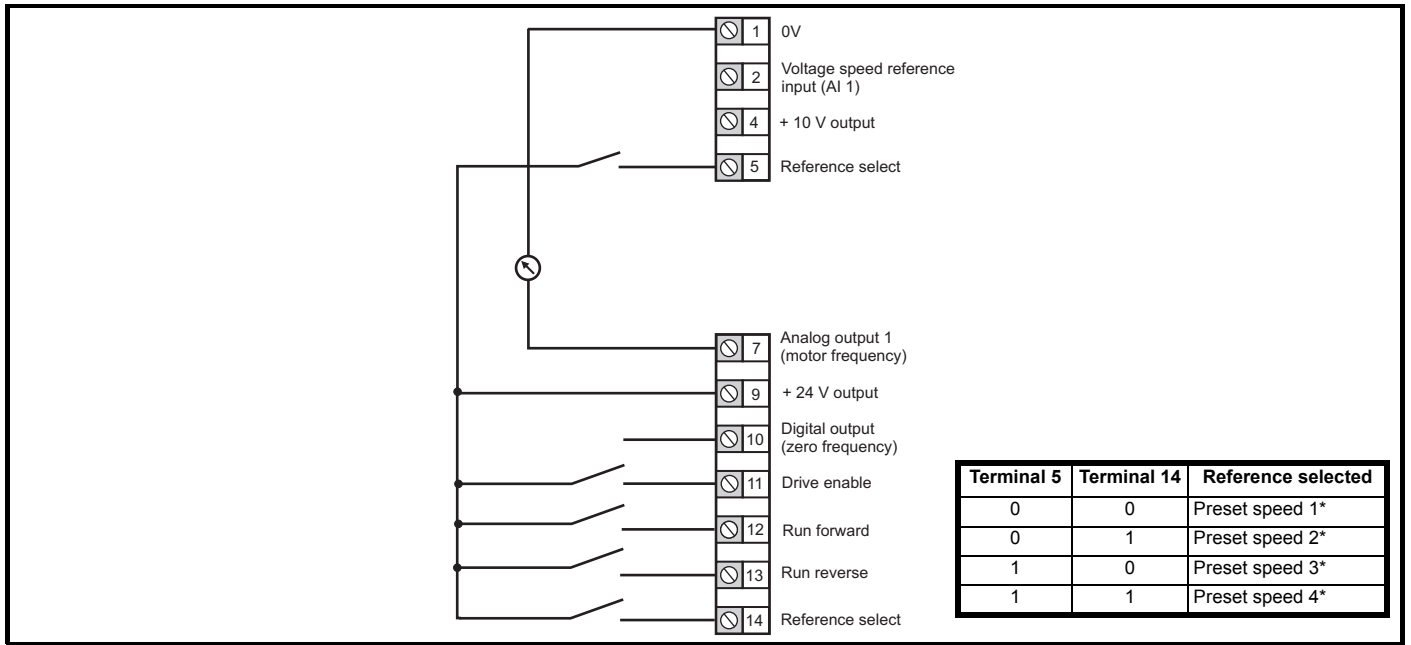 1 0V
2 Voltage speed reference
input (AI 1)
4 + 10 V output
5 Reference select
7 Analog output 1
(motor frequency)
9 + 24 V output
10 Digital output
(zero frequency)
11 Drive enable
12 Run forward
13 Run reverse
14 Reference select
Terminal 5 Terminal 14 Reference selected
0 0 Preset speed 1*
0 1 Preset speed 2*
1 0 Preset speed 3*
1 1 Preset speed 4*